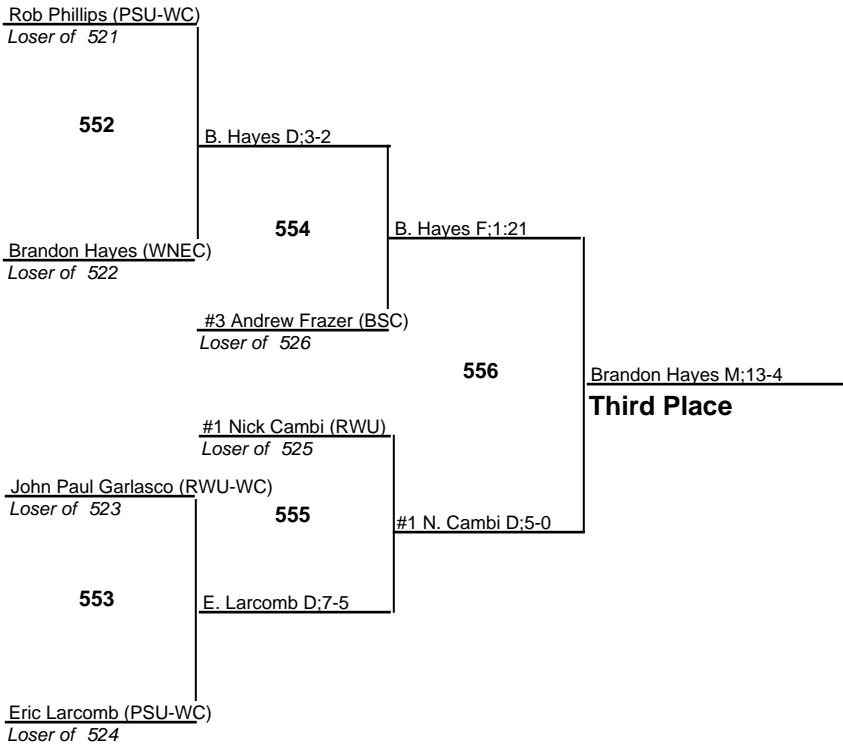 Rob Phillips (PSU-WC)
Loser of 521
552
B. Hayes D;3-2
554
B. Hayes F;1:21
Brandon Hayes (WNEC)
Loser of 522
#3 Andrew Frazer (BSC)
Loser of 526
556
Brandon Hayes M;13-4
Third Place
#1 Nick Cambi (RWU)
Loser of 525
John Paul Garlasco (RWU-WC)
Loser of 523
555
#1 N. Cambi D;5-0
553
E. Larcomb D;7-5
Eric Larcomb (PSU-WC)
Loser of 524